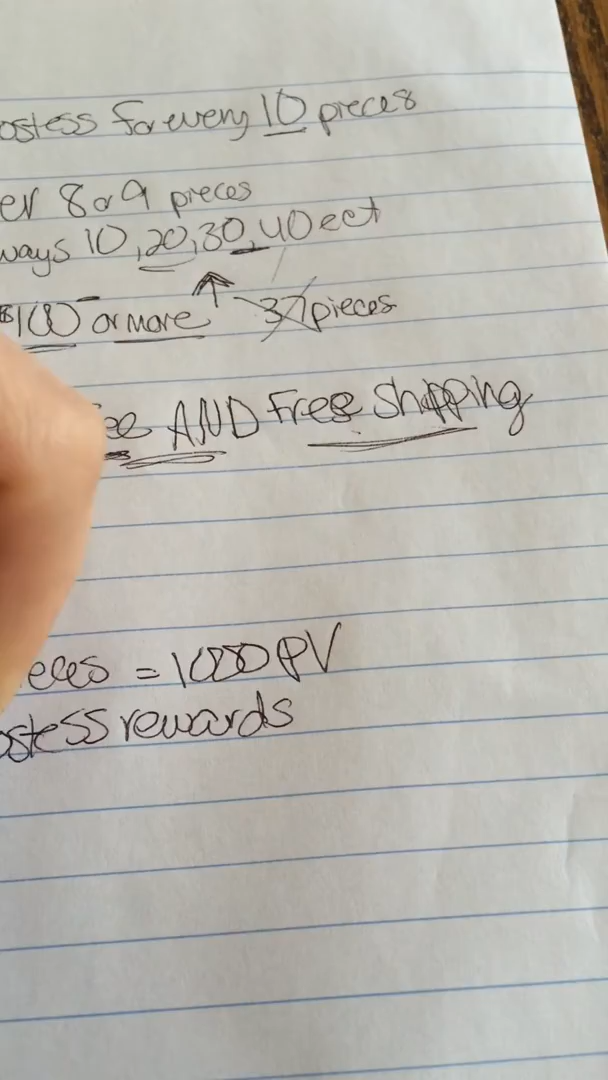 ostess for every 10 pieces
er 8 or 9 pieces
ways 10, 20, 30, 40 ect
$100 or more 37 pieces
ee AND Free Shipping
eces = 1000 PV
ostess rewards